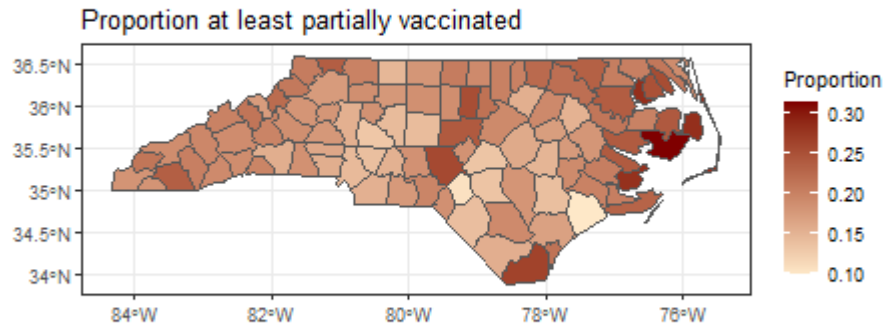 Proportion at least partially vaccinated
36.5°N
36°N
35.5°N
35°N
34.5°N
34°N
84°W
82°W
80°W
78°W
76°W
Proportion
0.30
0.25
0.20
0.15
0.10